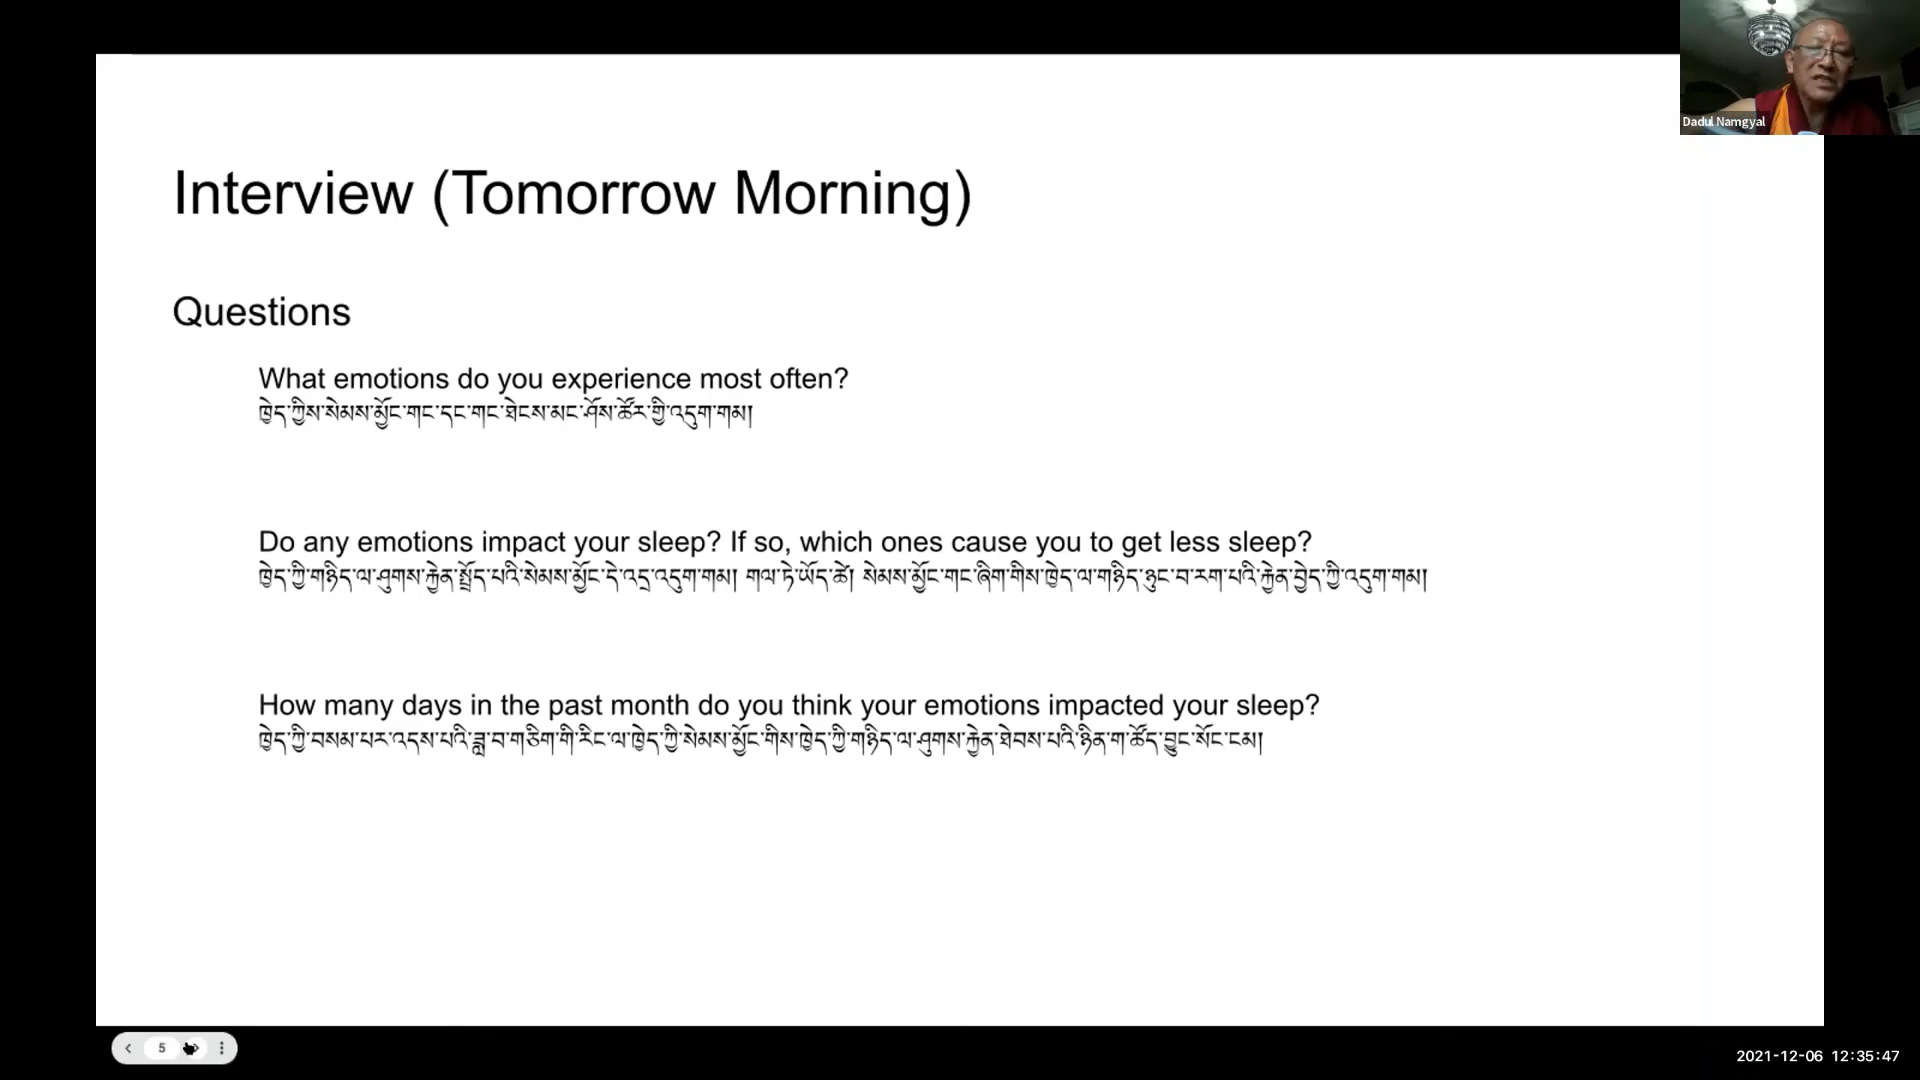 Dadul Namgyal
Interview (Tomorrow Morning)
Questions
What emotions do you experience most often?
ཁྱེད་ཀྱིས་སེམས་མྱོང་གང་དང་གང་ཐེངས་མང་ཤོས་ཚོར་གྱི་འདུག་གམ།
Do any emotions impact your sleep? If so, which ones cause you to get less sleep?
ཁྱེད་ཀྱི་གཉིད་ལ་ཤུགས་རྐྱེན་སྤྲོད་པའི་སེམས་མྱོང་དེ་འདྲ་འདུག་གམ། གལ་ཏེ་ཡོད་ཚེ། སེམས་མྱོང་གང་ཞིག་གིས་ཁྱེད་ལ་གཉིད་ཉུང་བ་རག་པའི་རྐྱེན་བྱེད་ཀྱི་འདུག་གམ།
How many days in the past month do you think your emotions impacted your sleep?
ཁྱེད་ཀྱི་བསམ་པར་འདས་པའི་ཟླ་བ་གཅིག་གི་རིང་ལ་ཁྱེད་ཀྱི་སེམས་མྱོང་གིས་ཁྱེད་ཀྱི་གཉིད་ལ་ཤུགས་རྐྱེན་ཐེབས་པའི་ཉིན་ག་ཚོད་བྱུང་སོང་ངམ།
5
2021-12-06 12:35:47